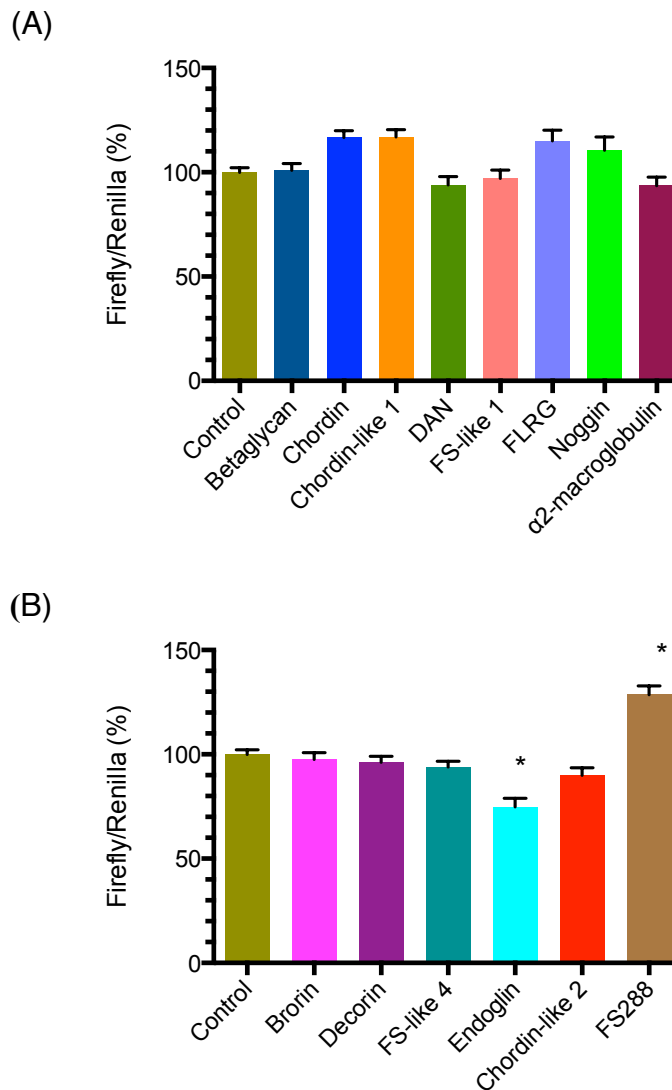 (A)
150
100
50
0
Firefly/Renilla (%)
Control
Betaglycan
Chordin
Chordin-like 1
DAN
FS-like 1
FLRG
Noggin
α2-macroglobulin
(B)
150
100
50
0
Firefly/Renilla (%)
*
*
Control
Brorin
Decorin
FS-like 4
Endoglin
Chordin-like 2
FS288